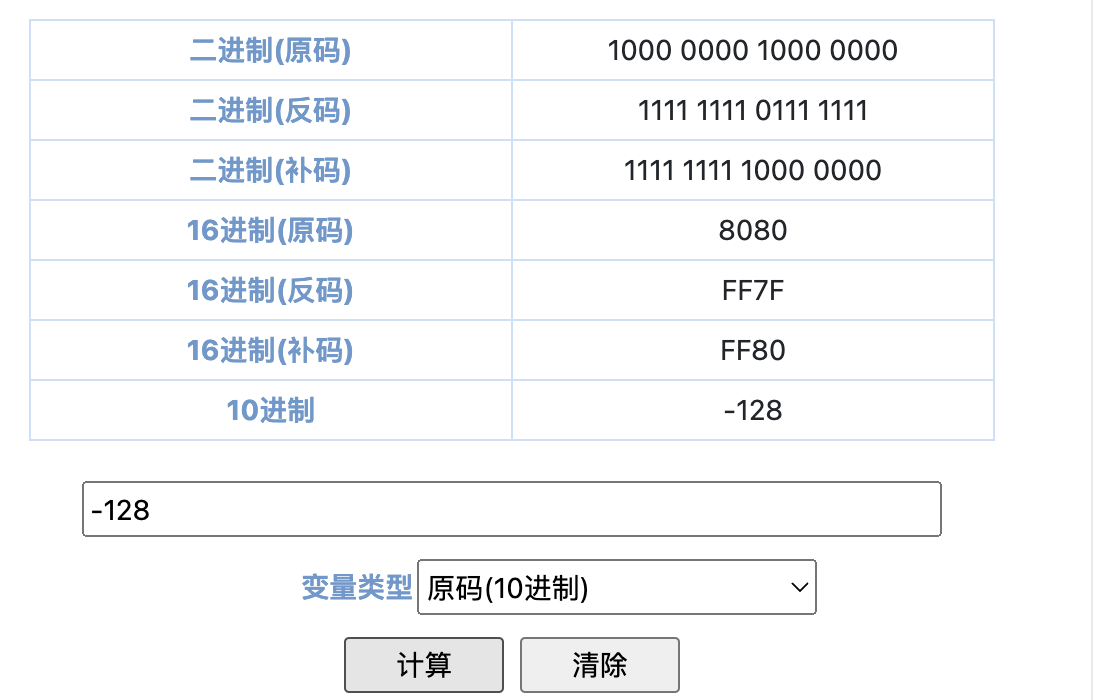 二进制(原码) 1000 0000 1000 0000
二进制(反码) 1111 1111 0111 1111
二进制(补码) 1111 1111 1000 0000
16进制(原码) 8080
16进制(反码) FF7F
16进制(补码) FF80
10进制 -128
-128
变量类型 原码(10进制)
计算 清除